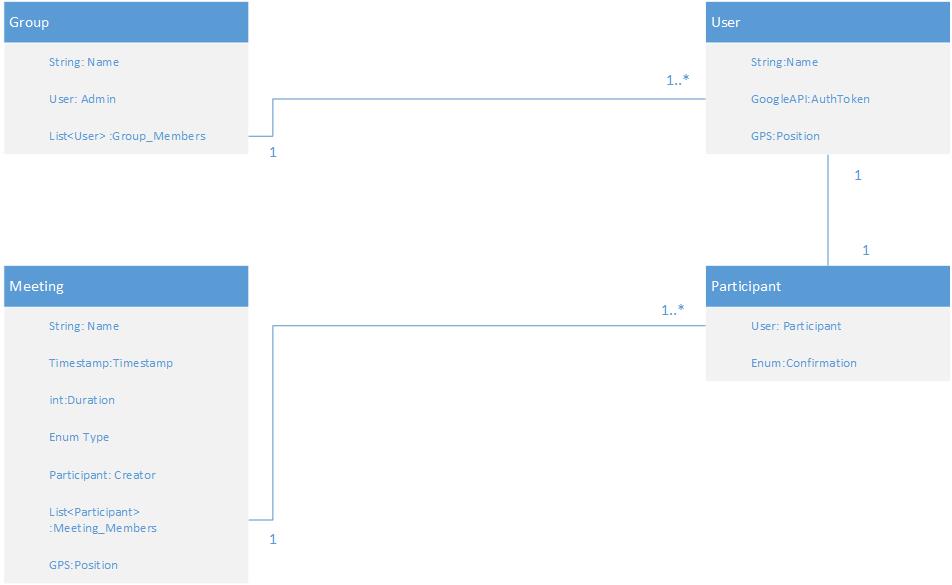 Group
String: Name
User: Admin
List<User> :Group_Members
1
1..*
User
String:Name
GoogleAPI:AuthToken
GPS:Position
1
1
Meeting
String: Name
Timestamp:Timestamp
int:Duration
Enum Type
Participant: Creator
List<Participant>
:Meeting_Members
GPS:Position
1
1..*
Participant
User: Participant
Enum:Confirmation